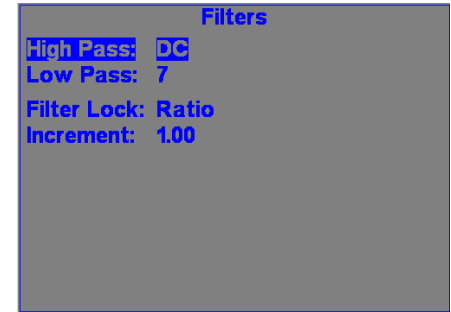 Filters
High Pass: DC
Low Pass: 7
Filter Lock: Ratio
Increment: 1.00